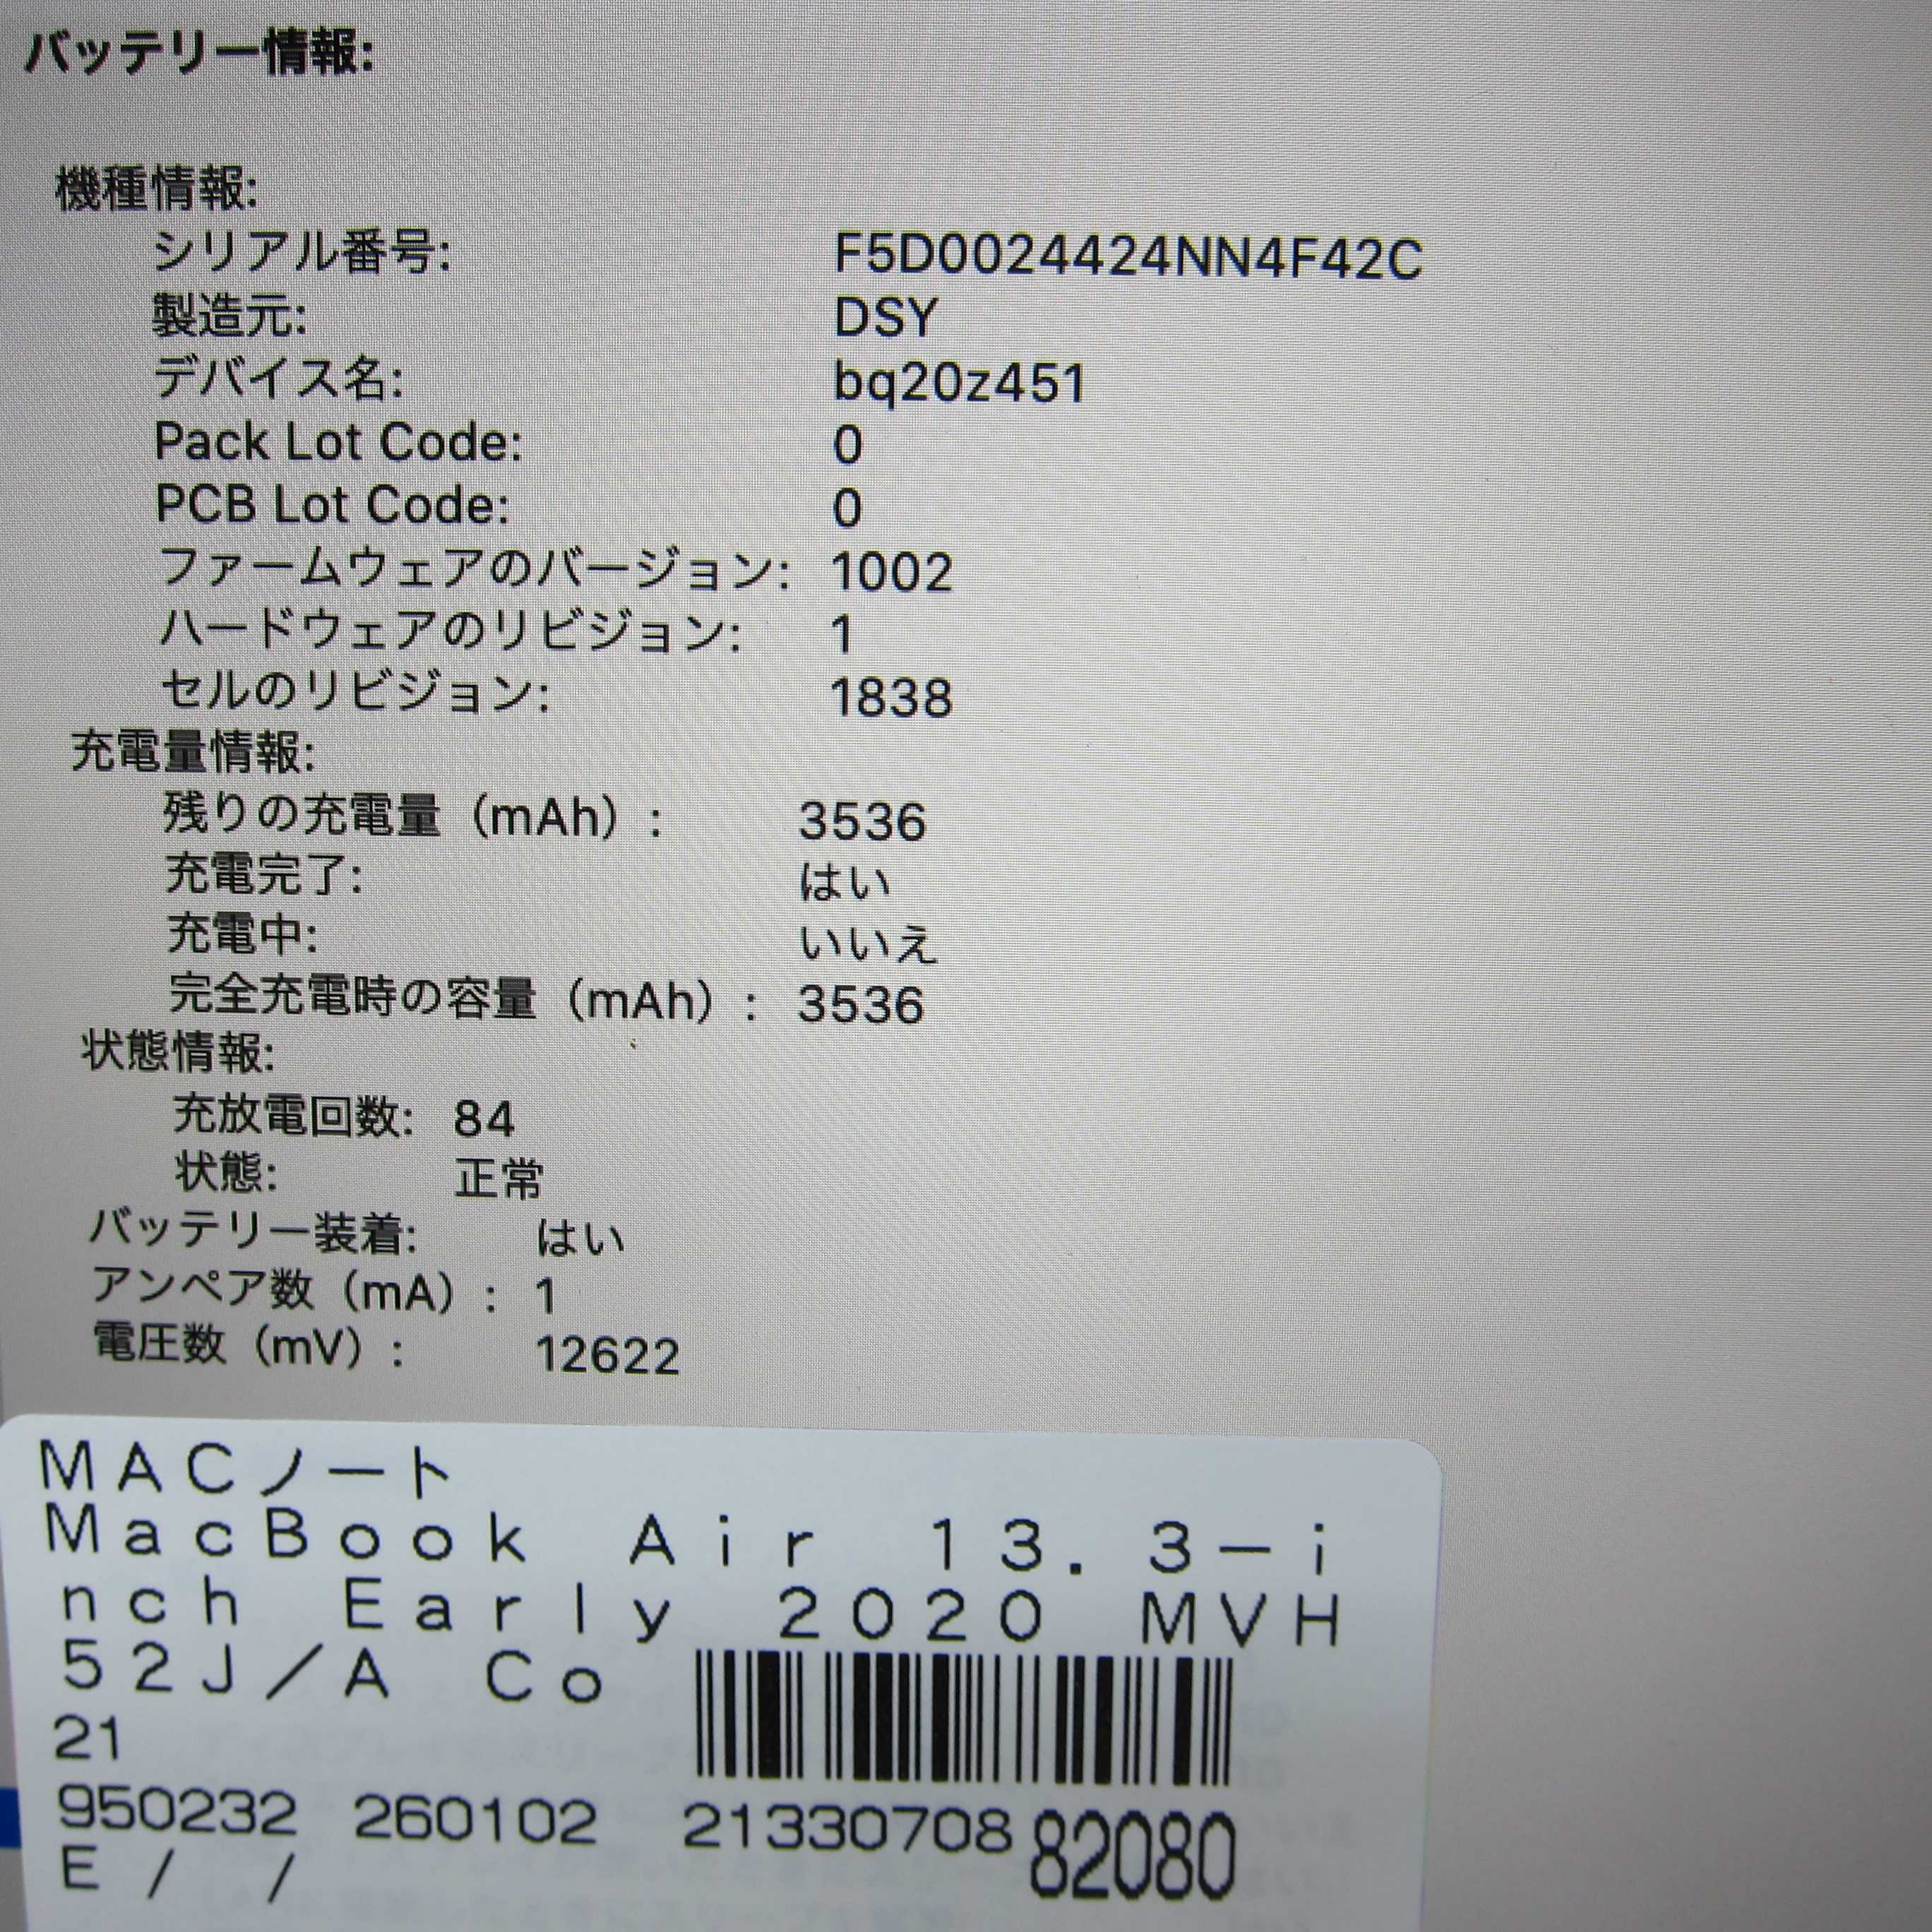 バッテリー情報:
機種情報:
シリアル番号: F5D0024424NN4F42C
製造元: DSY
デバイス名: bq20z451
Pack Lot Code: 0
PCB Lot Code: 0
ファームウェアのバージョン: 1002
ハードウェアのリビジョン: 1
セルのリビジョン: 1838
充電量情報:
残りの充電量（mAh）: 3536
充電完了: はい
充電中: いいえ
完全充電時の容量（mAh）: 3536
状態情報:
充放電回数: 84
状態: 正常
バッテリー装着: はい
アンペア数（mA）: 1
電圧数（mV）: 12622
MACノート
MacBook Air 13.3-i
nch Early 2020 MVH
52J/A Co
21
950232 260102 21330708 82080
E / /